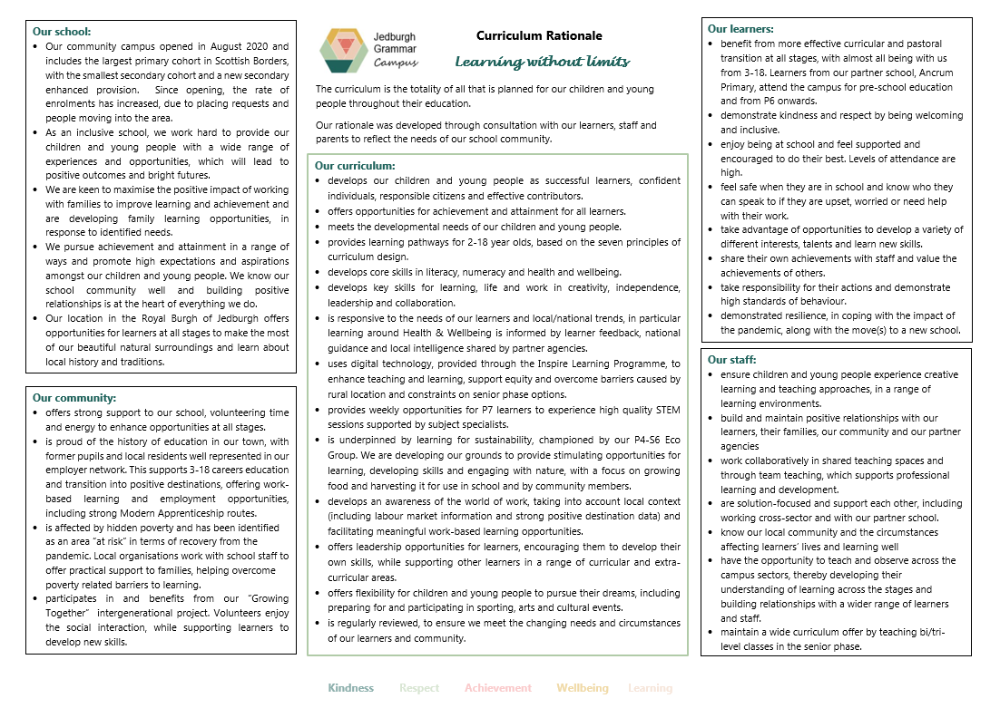 Our school:
• Our community campus opened in August 2020 and
includes the largest primary cohort in Scottish Borders,
with the smallest secondary cohort and a new secondary
enhanced provision. Since opening, the rate of
enrolments has increased, due to placing requests and
people moving into the area.
• As an inclusive school, we work hard to provide our
children and young people with a wide range of
experiences and opportunities, which will lead to
positive outcomes and bright futures.
• We are keen to maximise the positive impact of working
with families to improve learning and achievement and
are developing family learning opportunities, in
response to identified needs.
• We pursue achievement and attainment in a range of
ways and promote high expectations and aspirations
amongst our children and young people. We know our
school community well and building positive
relationships is at the heart of everything we do.
• Our location in the Royal Burgh of Jedburgh offers
opportunities for learners at all stages to make the most
of our beautiful natural surroundings and learn about
local history and traditions.
Our community:
• offers strong support to our school, volunteering time
and energy to enhance opportunities at all stages.
• is proud of the history of education in our town, with
former pupils and local residents well represented in our
employer network. This supports 3-18 careers education
and transition into positive destinations, offering work-
based learning and employment opportunities,
including strong Modern Apprenticeship routes.
• is affected by hidden poverty and has been identified
as an area "at risk" in terms of recovery from the
pandemic. Local organisations work with school staff to
offer practical support to families, helping overcome
poverty related barriers to learning.
• participates in and benefits from our "Growing
Together" intergenerational project. Volunteers enjoy
the social interaction, while supporting learners to
develop new skills.
Jedburgh
Grammar
Campus
Curriculum Rationale
Learning without limits
The curriculum is the totality of all that is planned for our children and young
people throughout their education.
Our rationale was developed through consultation with our learners, staff and
parents to reflect the needs of our school community.
Our curriculum:
• develops our children and young people as successful learners, confident
individuals, responsible citizens and effective contributors.
• offers opportunities for achievement and attainment for all learners.
• meets the developmental needs of our children and young people.
• provides learning pathways for 2-18 year olds, based on the seven principles of
curriculum design.
• develops core skills in literacy, numeracy and health and wellbeing.
• develops key skills for learning, life and work in creativity, independence,
leadership and collaboration.
• is responsive to the needs of our learners and local/national trends, in particular
learning around Health & Wellbeing is informed by learner feedback, national
guidance and local intelligence shared by partner agencies.
• uses digital technology, provided through the Inspire Learning Programme, to
enhance teaching and learning, support equity and overcome barriers caused by
rural location and constraints on senior phase options.
• provides weekly opportunities for P7 learners to experience high quality STEM
sessions supported by subject specialists.
• is underpinned by learning for sustainability, championed by our P4-S6 Eco
Group. We are developing our grounds to provide stimulating opportunities for
learning, developing skills and engaging with nature, with a focus on growing
food and harvesting it for use in school and by community members.
• develops an awareness of the world of work, taking into account local context
(including labour market information and strong positive destination data) and
facilitating meaningful work-based learning opportunities.
• offers leadership opportunities for learners, encouraging them to develop their
own skills, while supporting other learners in a range of curricular and extra-
curricular areas.
• offers flexibility for children and young people to pursue their dreams, including
preparing for and participating in sporting, arts and cultural events.
• is regularly reviewed, to ensure we meet the changing needs and circumstances
of our learners and community.
Our learners:
• benefit from more effective curricular and pastoral
transition at all stages, with almost all being with us
from 3-18. Learners from our partner school, Ancrum
Primary, attend the campus for pre-school education
and from P6 onwards.
• demonstrate kindness and respect by being welcoming
and inclusive.
• enjoy being at school and feel supported and
encouraged to do their best. Levels of attendance are
high.
• feel safe when they are in school and know who they
can speak to if they are upset, worried or need help
with their work.
• take advantage of opportunities to develop a variety of
different interests, talents and learn new skills.
• share their own achievements with staff and value the
achievements of others.
• take responsibility for their actions and demonstrate
high standards of behaviour.
• demonstrated resilience, in coping with the impact of
the pandemic, along with the move(s) to a new school.
Our staff:
• ensure children and young people experience creative
learning and teaching approaches, in a range of
learning environments.
• build and maintain positive relationships with our
learners, their families, our community and our partner
agencies
• work collaboratively in shared teaching spaces and
through team teaching, which supports professional
learning and development.
• are solution-focused and support each other, including
working cross-sector and with our partner school.
• know our local community and the circumstances
affecting learners' lives and learning well
• have the opportunity to teach and observe across the
campus sectors, thereby developing their
understanding of learning across the stages and
building relationships with a wider range of learners
and staff.
• maintain a wide curriculum offer by teaching bi/tri-
level classes in the senior phase.
Kindness Respect Achievement Wellbeing Learning